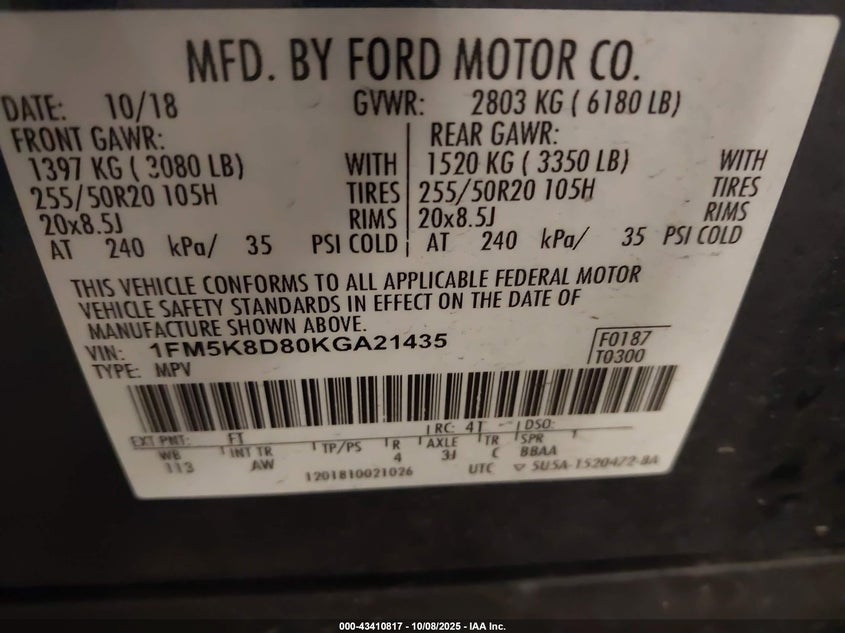 MFD. BY FORD MOTOR CO.
DATE: 10/18 GVWR: 2803 KG ( 6180 LB)
FRONT GAWR: REAR GAWR:
1397 KG ( 3080 LB) WITH 1520 KG ( 3350 LB) WITH
255/50R20 105H TIRES 255/50R20 105H TIRES
20x8.5J RIMS 20x8.5J RIMS
AT 240 kPa/ 35 PSI COLD AT 240 kPa/ 35 PSI COLD
THIS VEHICLE CONFORMS TO ALL APPLICABLE FEDERAL MOTOR
VEHICLE SAFETY STANDARDS IN EFFECT ON THE DATE OF
MANUFACTURE SHOWN ABOVE.
VIN: 1FM5K8D80KGA21435 F0187
TYPE: MPV T0300
EXT PNT: FT RC: 41 DSO:
WB INT TR TP/PS R AXLE TR SPR
113 AW 4 3J C BBAA
1201810021026 UTC ▽ 5U5A-1520472-BA
000-43410817 - 10/08/2025 - IAA Inc.